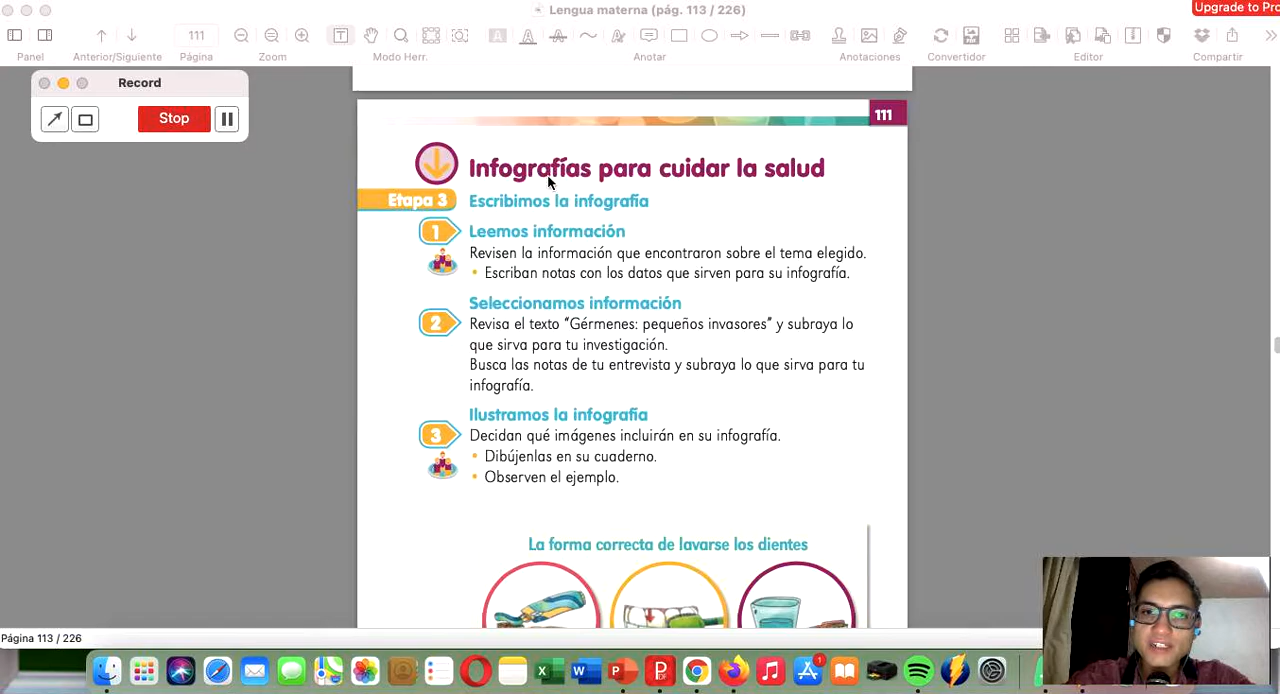 Lengua materna (pág. 113 / 226)
Upgrade to Pro
111
Panel
Anterior/Siguiente
Página
Zoom
Modo Herr.
Anotar
Anotaciones
Convertidor
Editor
Compartir
Record
Stop
111
Infografías para cuidar la salud
Etapa 3
Escribimos la infografía
1
Leemos información
Revisen la información que encontraron sobre el tema elegido.
• Escriban notas con los datos que sirven para su infografía.
Seleccionamos información
2
Revisa el texto “Gérmenes: pequeños invasores” y subraya lo
que sirva para tu investigación.
Busca las notas de tu entrevista y subraya lo que sirva para tu
infografía.
Ilustramos la infografía
3
Decidan qué imágenes incluirán en su infografía.
• Dibújenlas en su cuaderno.
• Observen el ejemplo.
La forma correcta de lavarse los dientes
Página 113 / 226